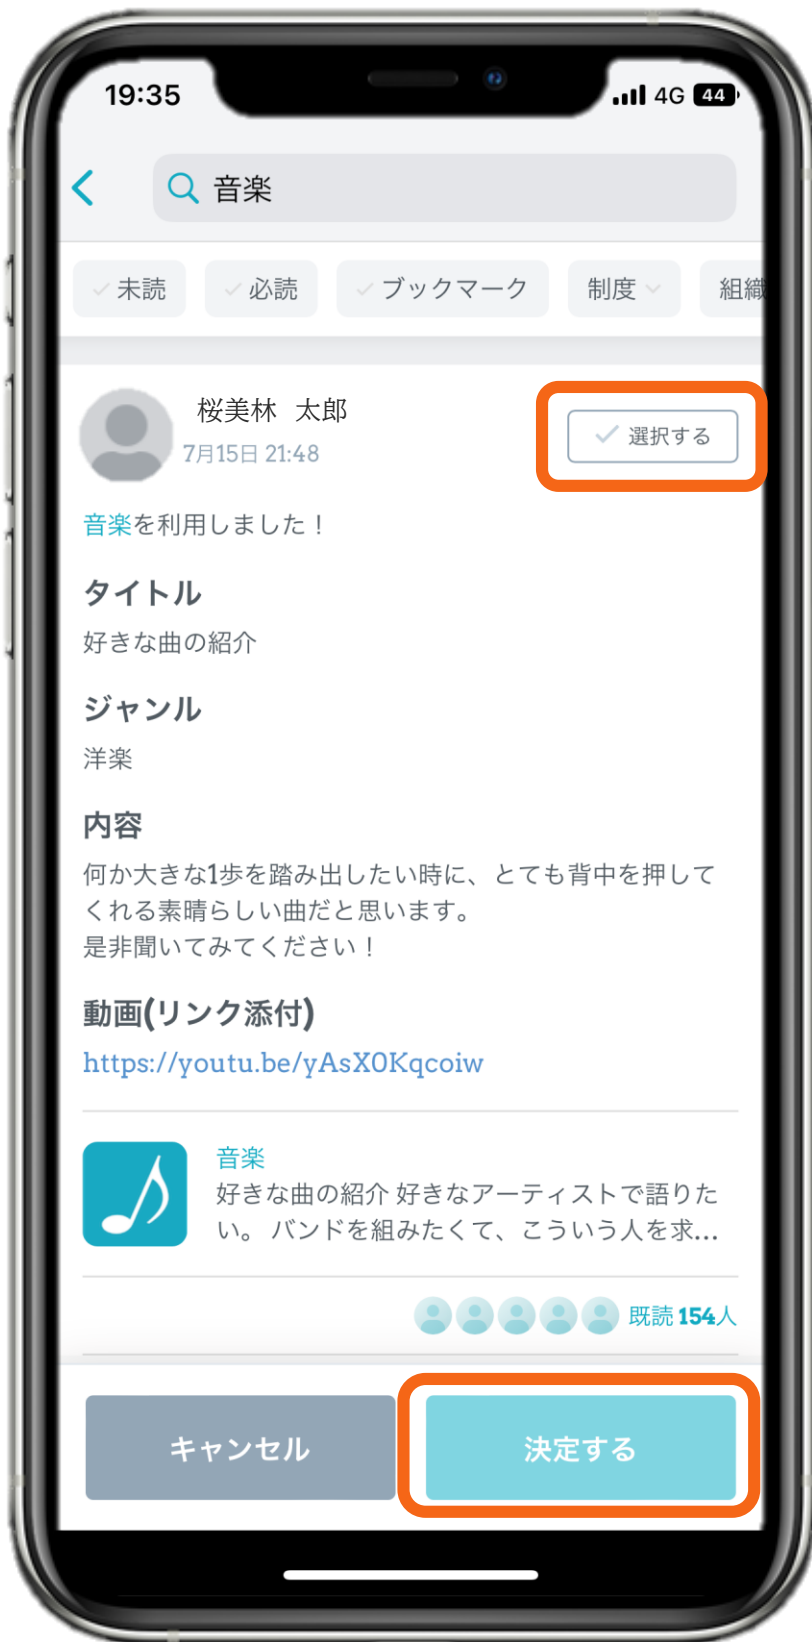 19:35
4G 44
音楽
未読 必読 ブックマーク 制度 組織
桜美林 太郎
7月15日 21:48
選択する
音楽を利用しました！
タイトル
好きな曲の紹介
ジャンル
洋楽
内容
何か大きな1歩を踏み出したい時に、とても背中を押して
くれる素晴らしい曲だと思います。
是非聞いてみてください！
動画(リンク添付)
https://youtu.be/yAsX0Kqcoiw
音楽
好きな曲の紹介 好きなアーティストで語りた
い。 バンドを組みたくて、こういう人を求...
既読 154人
キャンセル 決定する